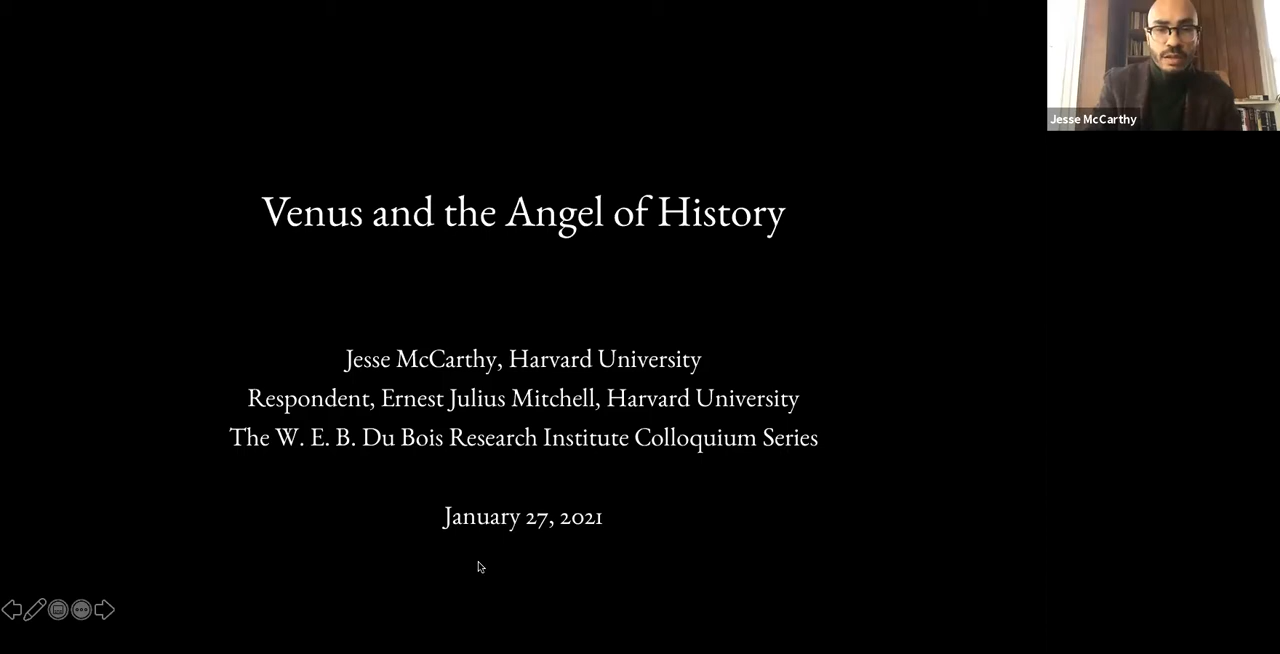 Venus and the Angel of History
Jesse McCarthy, Harvard University
Respondent, Ernest Julius Mitchell, Harvard University
The W. E. B. Du Bois Research Institute Colloquium Series
January 27, 2021
Jesse McCarthy